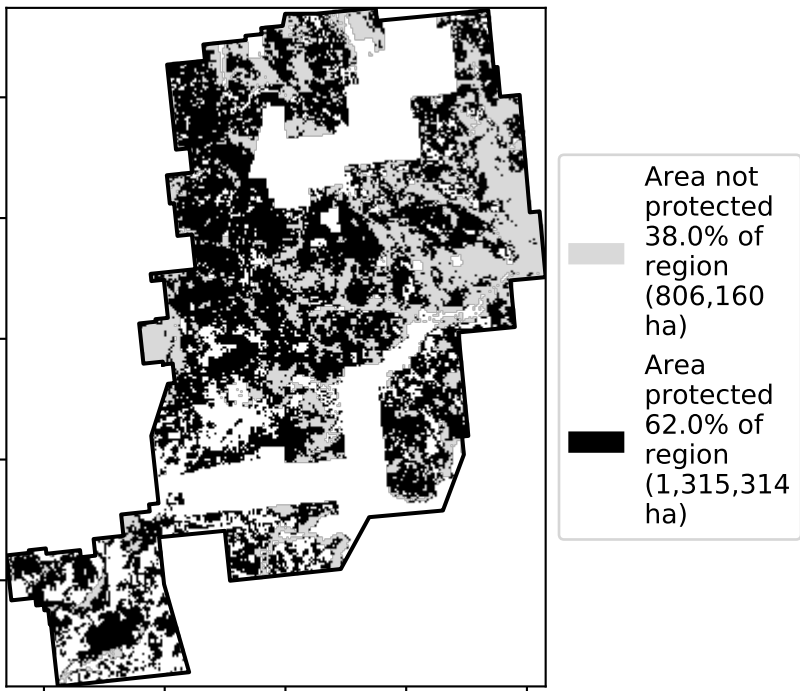 Area not
protected
38.0% of
region
(806,160
ha)
Area
protected
62.0% of
region
(1,315,314
ha)